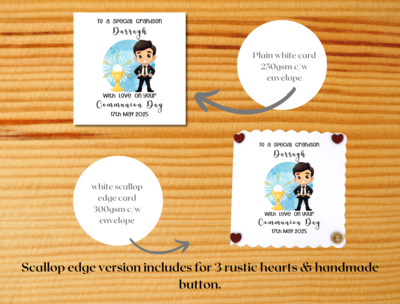 To a Special Grandson
Darragh
With Love on your
Communion Day
17th May 2025
Plain white card
250gsm c/w
envelope
To a Special Grandson
Darragh
With Love on your
Communion Day
17th May 2025
white scallop
edge card
300gsm c/w
envelope
Scallop edge version includes for 3 rustic hearts & handmade
button.